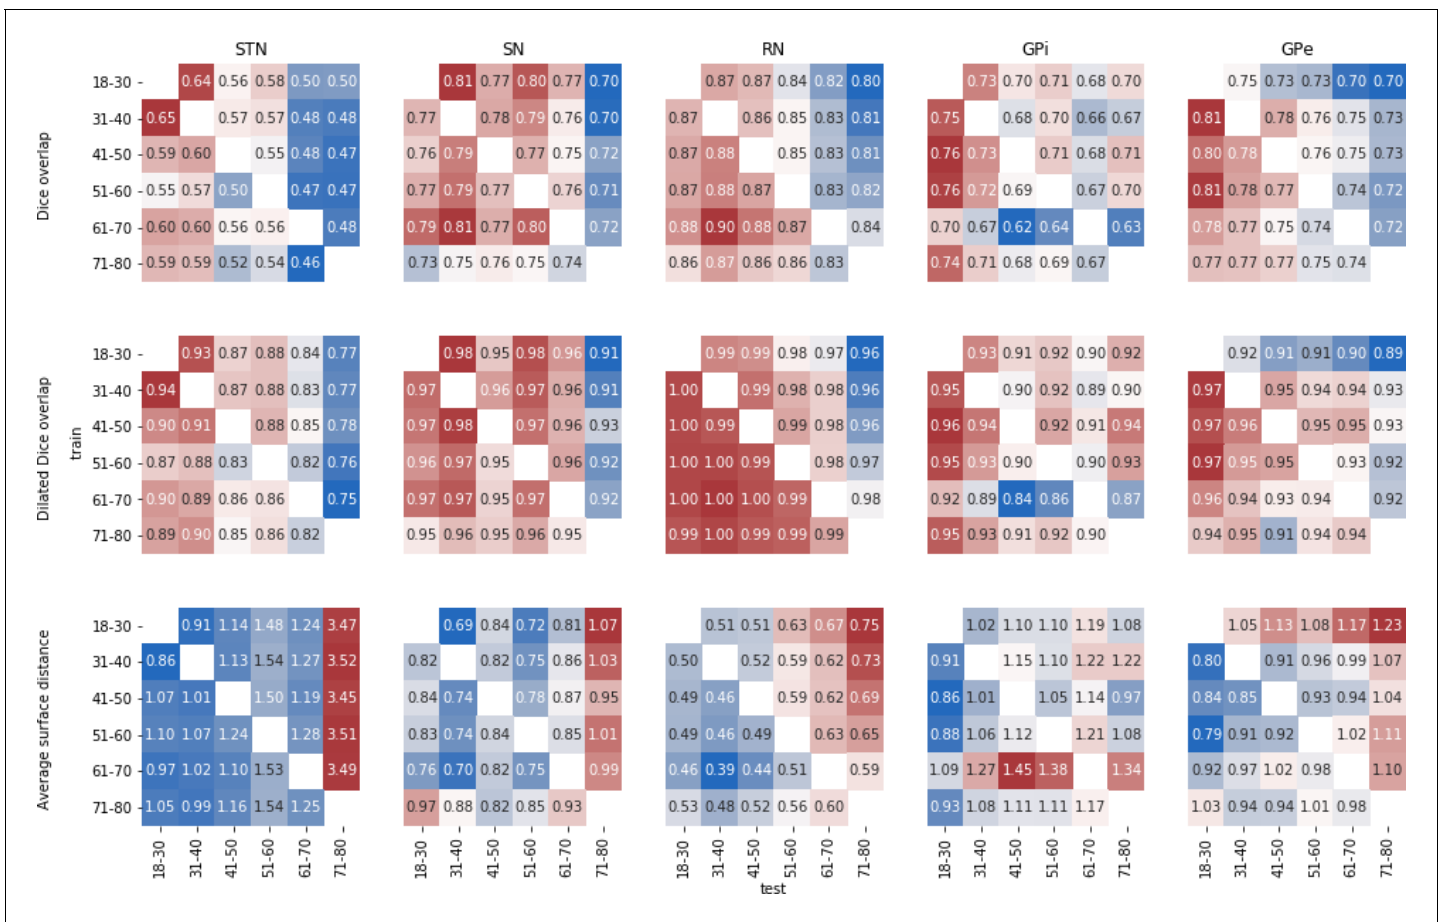 STN SN RN GPi GPe
Dice overlap
18-30 0.64 0.56 0.58 0.50 0.50 0.81 0.77 0.80 0.77 0.70 0.87 0.87 0.84 0.82 0.80 0.73 0.70 0.71 0.68 0.70 0.75 0.73 0.73 0.70 0.70
31-40 0.65 0.57 0.57 0.48 0.48 0.77 0.78 0.79 0.76 0.70 0.87 0.86 0.85 0.83 0.81 0.75 0.68 0.70 0.66 0.67 0.81 0.78 0.76 0.75 0.73
41-50 0.59 0.60 0.55 0.48 0.47 0.76 0.79 0.77 0.75 0.72 0.87 0.88 0.85 0.83 0.81 0.76 0.73 0.71 0.68 0.71 0.80 0.78 0.76 0.75 0.73
51-60 0.55 0.57 0.50 0.47 0.47 0.77 0.79 0.77 0.76 0.71 0.87 0.88 0.87 0.83 0.82 0.76 0.72 0.69 0.67 0.70 0.81 0.78 0.77 0.74 0.72
61-70 0.60 0.60 0.56 0.56 0.48 0.79 0.81 0.77 0.80 0.72 0.88 0.90 0.88 0.87 0.84 0.70 0.67 0.62 0.64 0.63 0.78 0.77 0.75 0.74 0.72
71-80 0.59 0.59 0.52 0.54 0.46 0.73 0.75 0.76 0.75 0.74 0.86 0.87 0.86 0.86 0.83 0.74 0.71 0.68 0.69 0.67 0.77 0.77 0.77 0.75 0.74
Dilated Dice overlap
train
18-30 0.93 0.87 0.88 0.84 0.77 0.98 0.95 0.98 0.96 0.91 0.99 0.99 0.98 0.97 0.96 0.93 0.91 0.92 0.90 0.92 0.92 0.91 0.91 0.90 0.89
31-40 0.94 0.87 0.88 0.83 0.77 0.97 0.96 0.97 0.96 0.91 1.00 0.99 0.98 0.98 0.96 0.95 0.90 0.92 0.89 0.90 0.97 0.95 0.94 0.94 0.93
41-50 0.90 0.91 0.88 0.85 0.78 0.97 0.98 0.97 0.96 0.93 1.00 0.99 0.99 0.98 0.96 0.96 0.94 0.92 0.91 0.94 0.97 0.96 0.95 0.95 0.93
51-60 0.87 0.88 0.83 0.82 0.76 0.96 0.97 0.95 0.96 0.92 1.00 1.00 0.99 0.98 0.97 0.95 0.93 0.90 0.90 0.93 0.97 0.95 0.95 0.93 0.92
61-70 0.90 0.89 0.86 0.86 0.75 0.97 0.97 0.95 0.97 0.92 1.00 1.00 1.00 0.99 0.98 0.92 0.89 0.84 0.86 0.87 0.96 0.94 0.93 0.94 0.92
71-80 0.89 0.90 0.85 0.86 0.82 0.95 0.96 0.95 0.96 0.95 0.99 1.00 0.99 0.99 0.99 0.95 0.93 0.91 0.92 0.90 0.94 0.95 0.91 0.94 0.94
Average surface distance
18-30 0.91 1.14 1.48 1.24 3.47 0.69 0.84 0.72 0.81 1.07 0.51 0.51 0.63 0.67 0.75 1.02 1.10 1.10 1.19 1.08 1.05 1.13 1.08 1.17 1.23
31-40 0.86 1.13 1.54 1.27 3.52 0.82 0.82 0.75 0.86 1.03 0.50 0.52 0.59 0.62 0.73 0.91 1.15 1.10 1.22 1.22 0.80 0.91 0.96 0.99 1.07
41-50 1.07 1.01 1.50 1.19 3.45 0.84 0.74 0.78 0.87 0.95 0.49 0.46 0.59 0.62 0.69 0.86 1.01 1.05 1.14 0.97 0.84 0.85 0.93 0.94 1.04
51-60 1.10 1.07 1.24 1.28 3.51 0.83 0.74 0.84 0.85 1.01 0.49 0.46 0.49 0.63 0.65 0.88 1.06 1.12 1.21 1.08 0.79 0.91 0.92 1.02 1.11
61-70 0.97 1.02 1.10 1.53 3.49 0.76 0.70 0.82 0.75 0.99 0.46 0.39 0.44 0.51 0.59 1.09 1.27 1.45 1.38 1.34 0.92 0.97 1.02 0.98 1.10
71-80 1.05 0.99 1.16 1.54 1.25 0.97 0.88 0.82 0.85 0.93 0.53 0.48 0.52 0.56 0.60 0.93 1.08 1.11 1.11 1.17 1.03 0.94 0.94 1.01 0.98
18-30 31-40 41-50 51-60 61-70 71-80 18-30 31-40 41-50 51-60 61-70 71-80 18-30 31-40 41-50 51-60 61-70 71-80 18-30 31-40 41-50 51-60 61-70 71-80 18-30 31-40 41-50 51-60 61-70 71-80
test